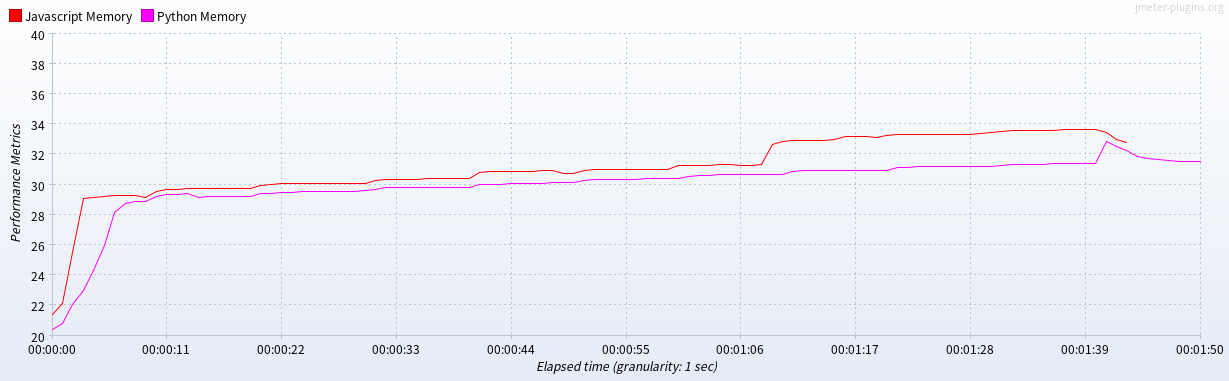 jmeter-plugins.org
Javascript Memory Python Memory
40
38
36
34
32
30
28
26
24
22
20
Performance Metrics
00:00:00 00:00:11 00:00:22 00:00:33 00:00:44 00:00:55 00:01:06 00:01:17 00:01:28 00:01:39 00:01:50
Elapsed time (granularity: 1 sec)